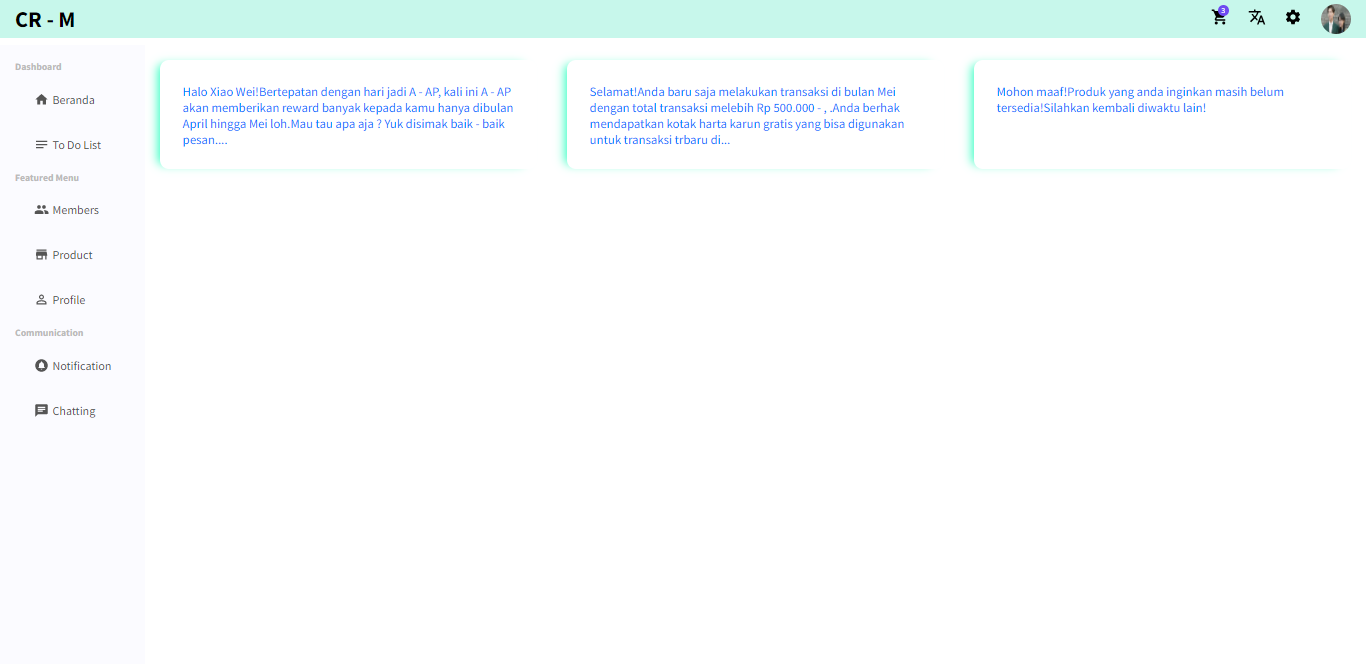 CR - M
3
Dashboard
Beranda
To Do List
Featured Menu
Members
Product
Profile
Communication
Notification
Chatting
Halo Xiao Wei!Bertepatan dengan hari jadi A - AP, kali ini A - AP
akan memberikan reward banyak kepada kamu hanya dibulan
April hingga Mei loh.Mau tau apa aja ? Yuk disimak baik - baik
pesan....
Selamat!Anda baru saja melakukan transaksi di bulan Mei
dengan total transaksi melebih Rp 500.000 - , .Anda berhak
mendapatkan kotak harta karun gratis yang bisa digunakan
untuk transaksi trbaru di...
Mohon maaf!Produk yang anda inginkan masih belum
tersedia!Silahkan kembali diwaktu lain!